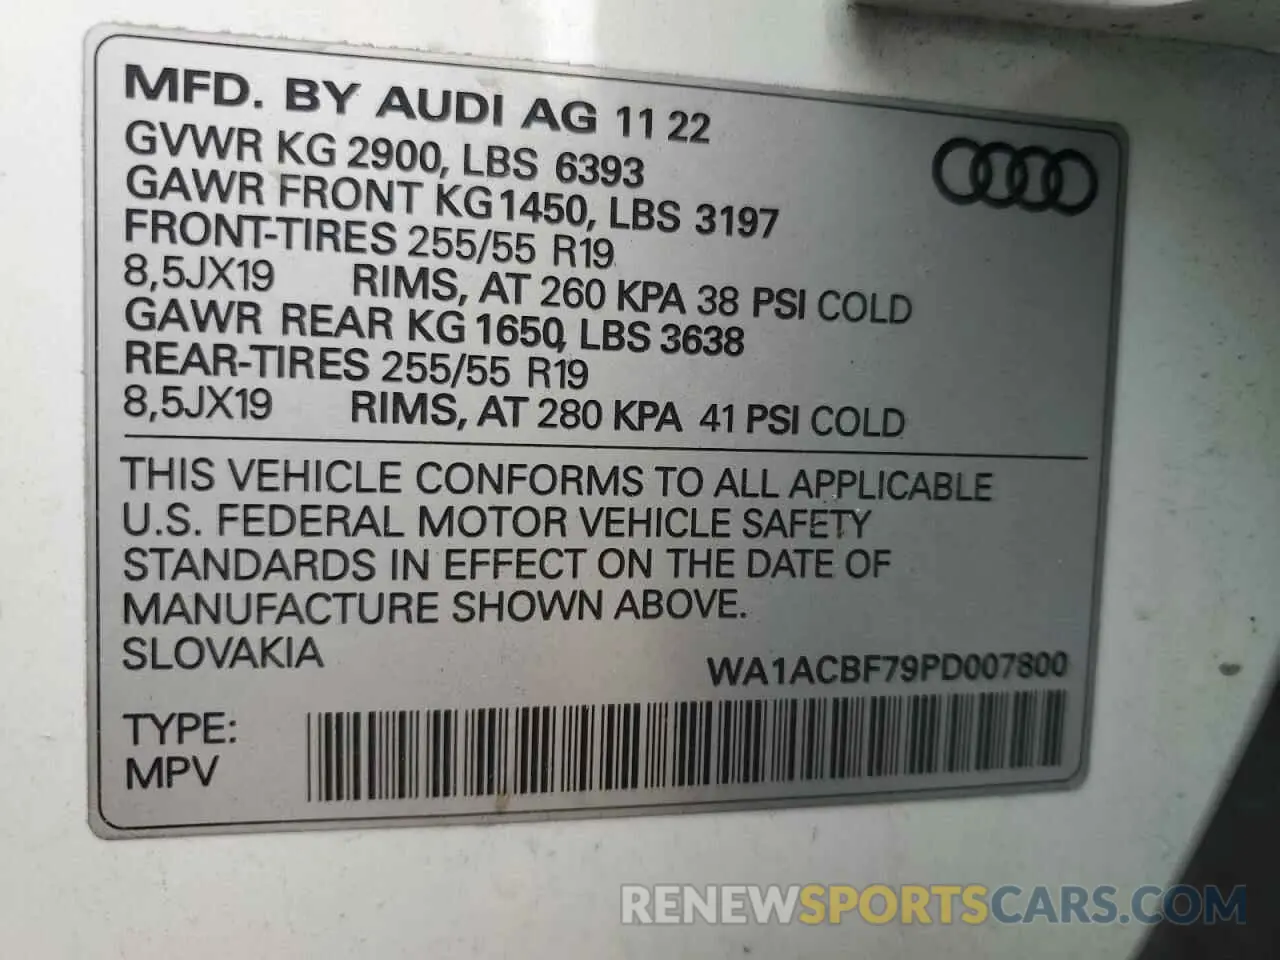 MFD. BY AUDI AG 11 22
GVWR KG 2900, LBS 6393
GAWR FRONT KG 1450, LBS 3197
FRONT-TIRES 255/55 R19
8,5JX19 RIMS, AT 260 KPA 38 PSI COLD
GAWR REAR KG 1650, LBS 3638
REAR-TIRES 255/55 R19
8,5JX19 RIMS, AT 280 KPA 41 PSI COLD
THIS VEHICLE CONFORMS TO ALL APPLICABLE
U.S. FEDERAL MOTOR VEHICLE SAFETY
STANDARDS IN EFFECT ON THE DATE OF
MANUFACTURE SHOWN ABOVE.
SLOVAKIA
WA1ACBF79PD007800
TYPE:
MPV
RENEWSPORTSCARS.COM